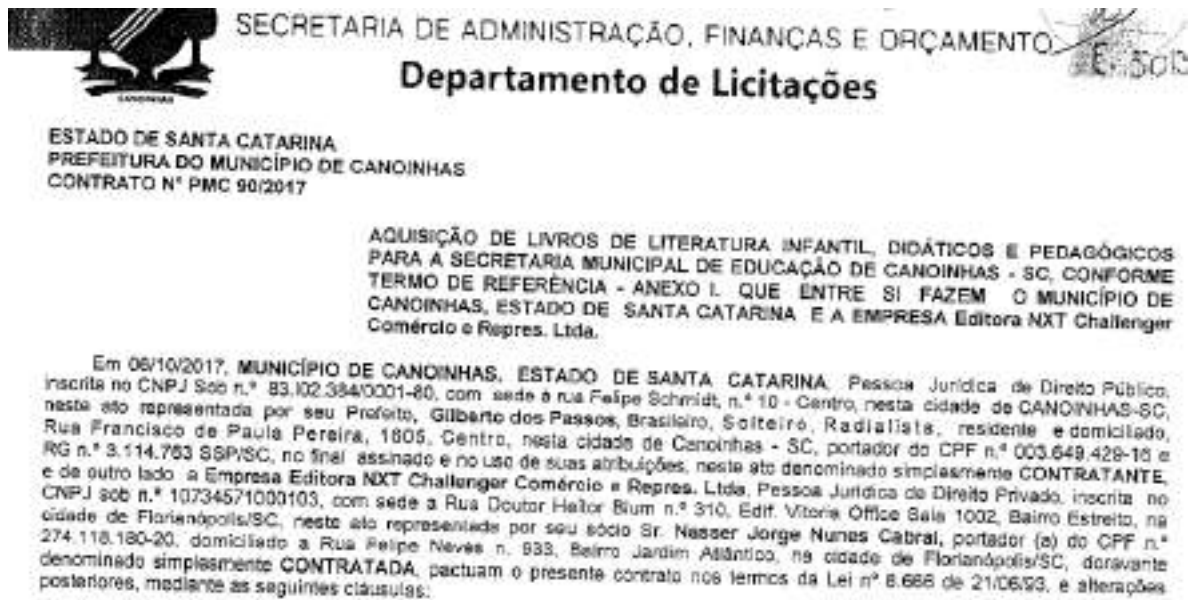 SECRETARIA DE ADMINISTRAÇÃO, FINANÇAS E ORÇAMENTO
Departamento de Licitações
CANOINHAS
ESTADO DE SANTA CATARINA
PREFEITURA DO MUNICÍPIO DE CANOINHAS
CONTRATO N° PMC 90/2017
AQUISIÇÃO DE LIVROS DE LITERATURA INFANTIL, DIDÁTICOS E PEDAGÓGICOS
PARA A SECRETARIA MUNICIPAL DE EDUCAÇÃO DE CANOINHAS - SC, CONFORME
TERMO DE REFERÊNCIA - ANEXO I. QUE ENTRE SI FAZEM O MUNICÍPIO DE
CANOINHAS, ESTADO DE SANTA CATARINA E A EMPRESA Editora NXT Challenger
Comércio e Repres. Ltda.
Em 06/10/2017, MUNICÍPIO DE CANOINHAS, ESTADO DE SANTA CATARINA, Pessoa Jurídica de Direito Público,
inscrita no CNPJ Sob n.º 83.I02.384/0001-80, com sede à rua Felipe Schmidt, n.º 10 - Centro, nesta cidade de CANOINHAS-SC,
neste ato representada por seu Prefeito, Gilberto dos Passos, Brasileiro, Solteiro, Radialista, residente e domiciliado,
Rua Francisco de Paula Pereira, 1605, Centro, nesta cidade de Canoinhas - SC, portador do CPF n.º 003.649.429-16 e
RG n.º 3.114.763 SSP/SC, no final assinado e no uso de suas atribuições, neste ato denominado simplesmente CONTRATANTE,
e de outro lado a Empresa Editora NXT Challenger Comércio e Repres. Ltda, Pessoa Jurídica de Direito Privado, inscrita no
CNPJ sob n.º 10734571000103, com sede a Rua Doutor Heitor Blum n.º 310, Edif. Vitoria Office Sala 1002, Bairro Estreito, na
cidade de Florianópolis/SC, neste ato representada por seu sócio Sr. Nasser Jorge Nunes Cabral, portador (a) do CPF n.º
274.118.180-20, domiciliado a Rua Felipe Neves n. 933, Bairro Jardim Atlântico, na cidade de Florianópolis/SC, doravante
denominado simplesmente CONTRATADA, pactuam o presente contrato nos termos da Lei nº 8.666 de 21/06/93, e alterações
posteriores, mediante as seguintes cláusulas: